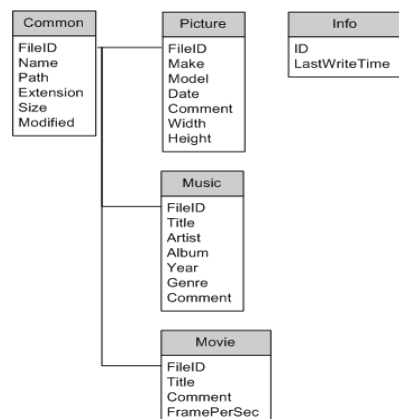 Common
FileID
Name
Path
Extension
Size
Modified
Picture
FileID
Make
Model
Date
Comment
Width
Height
Info
ID
LastWriteTime
Music
FileID
Title
Artist
Album
Year
Genre
Comment
Movie
FileID
Title
Comment
FramePerSec